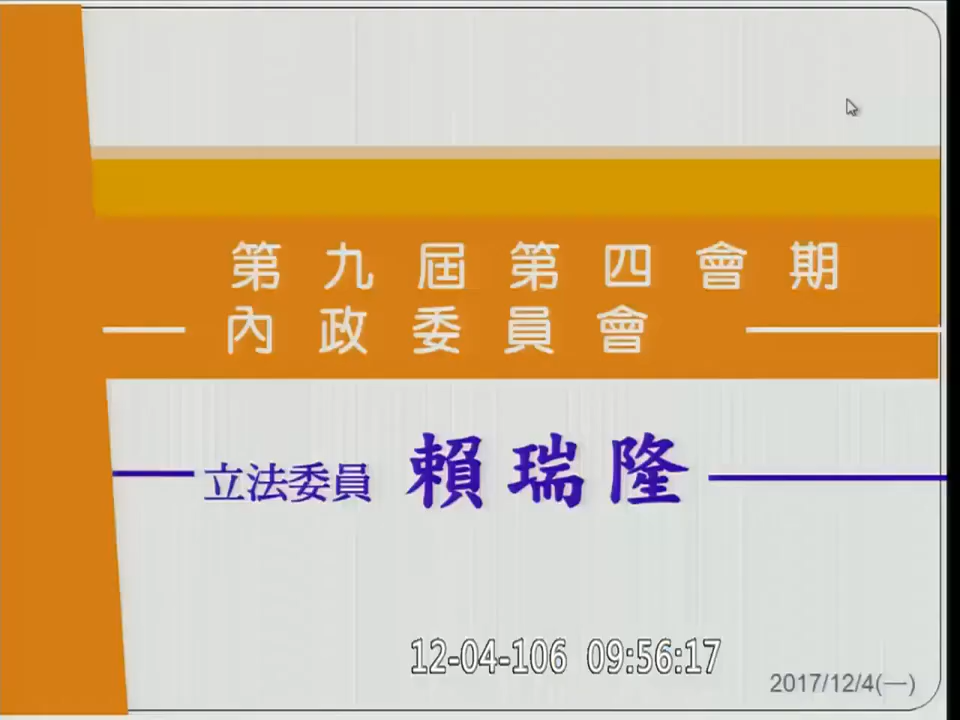 第九屆第四會期
內政委員會
立法委員 賴瑞隆
12-04-106 09:56:17
2017/12/4(一)